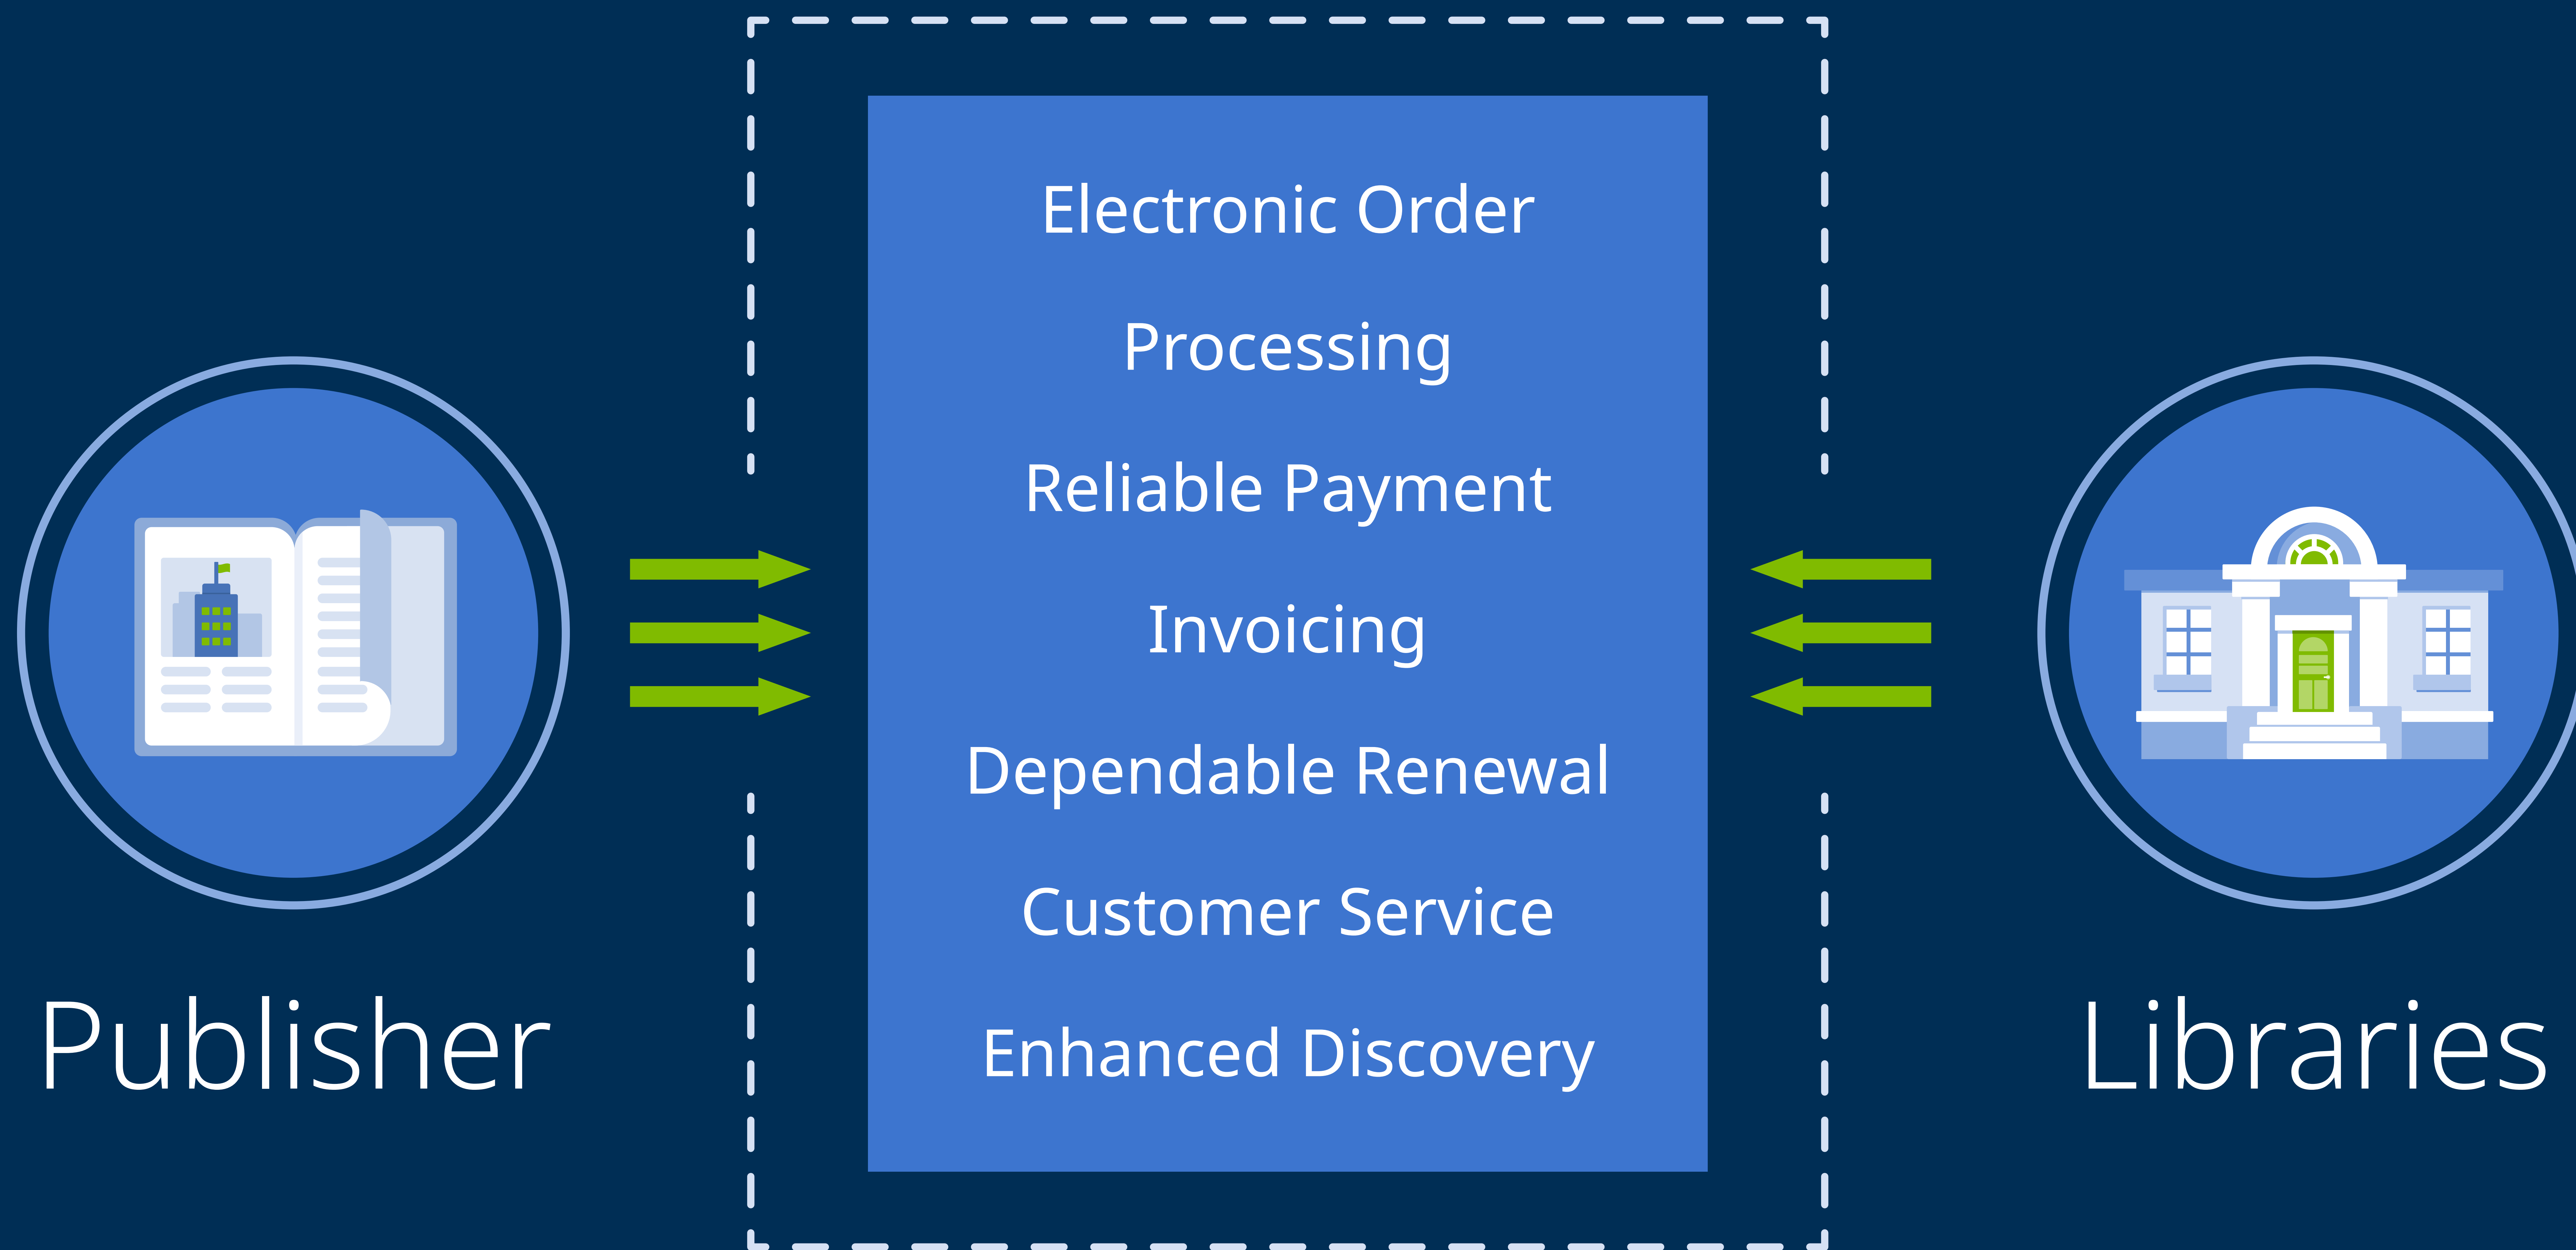 Electronic Order
Processing
Reliable Payment
Invoicing
Dependable Renewal
Customer Service
Enhanced Discovery
Publisher
Libraries